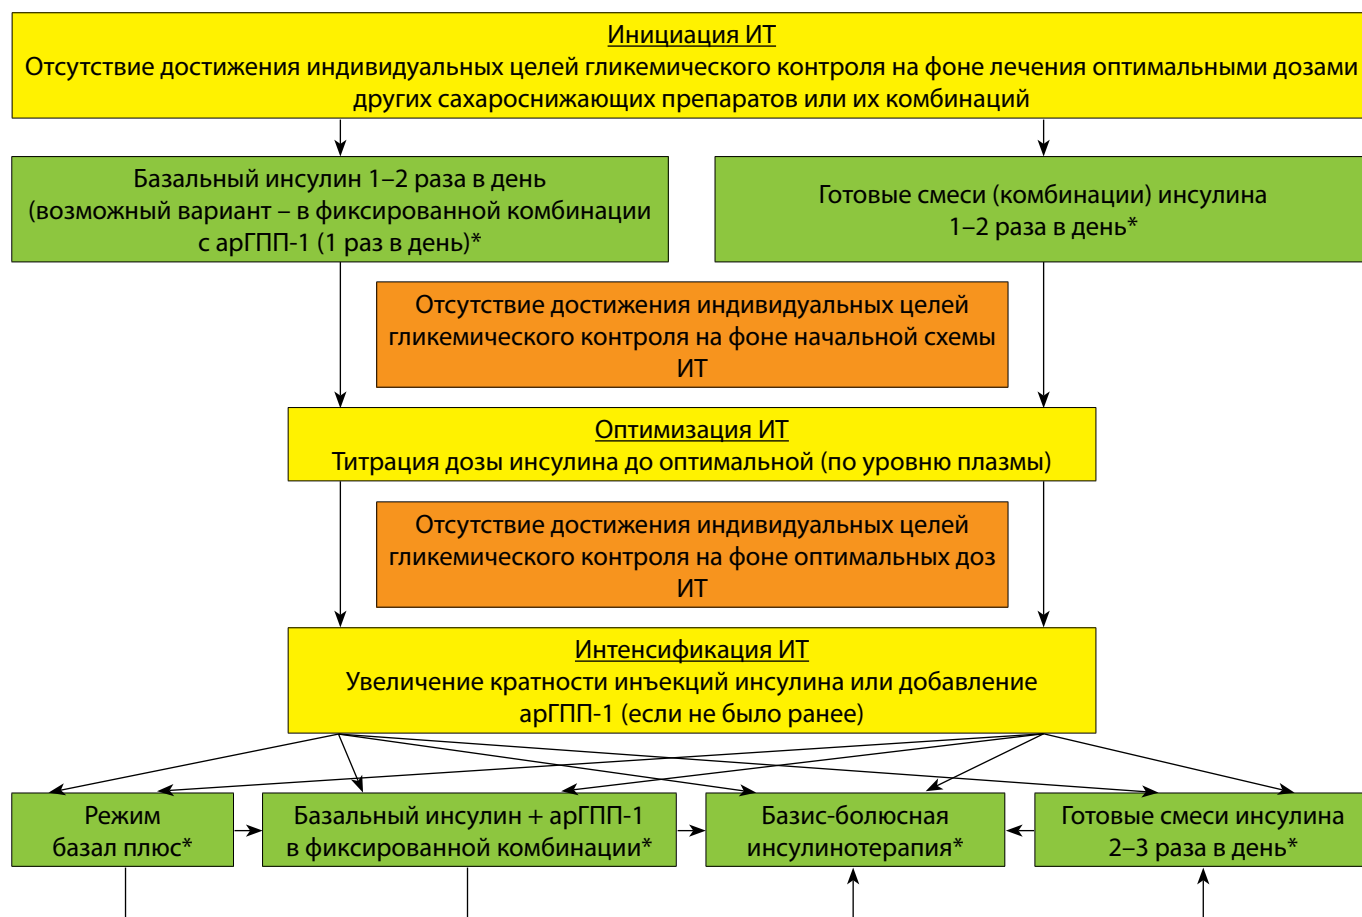 Инициация ИТ
Отсутствие достижения индивидуальных целей гликемического контроля на фоне лечения оптимальными дозами
других сахароснижающих препаратов или их комбинаций
Базальный инсулин 1–2 раза в день
(возможный вариант – в фиксированной комбинации
с арГПП-1 (1 раз в день)*
Готовые смеси (комбинации) инсулина
1–2 раза в день*
Отсутствие достижения индивидуальных целей
гликемического контроля на фоне начальной схемы
ИТ
Оптимизация ИТ
Титрация дозы инсулина до оптимальной (по уровню плазмы)
Отсутствие достижения индивидуальных целей
гликемического контроля на фоне оптимальных доз
ИТ
Интенсификация ИТ
Увеличение кратности инъекций инсулина или добавление
арГПП-1 (если не было ранее)
Режим
базал плюс*
Базальный инсулин + арГПП-1
в фиксированной комбинации*
Базис-болюсная
инсулинотерапия*
Готовые смеси инсулина
2–3 раза в день*